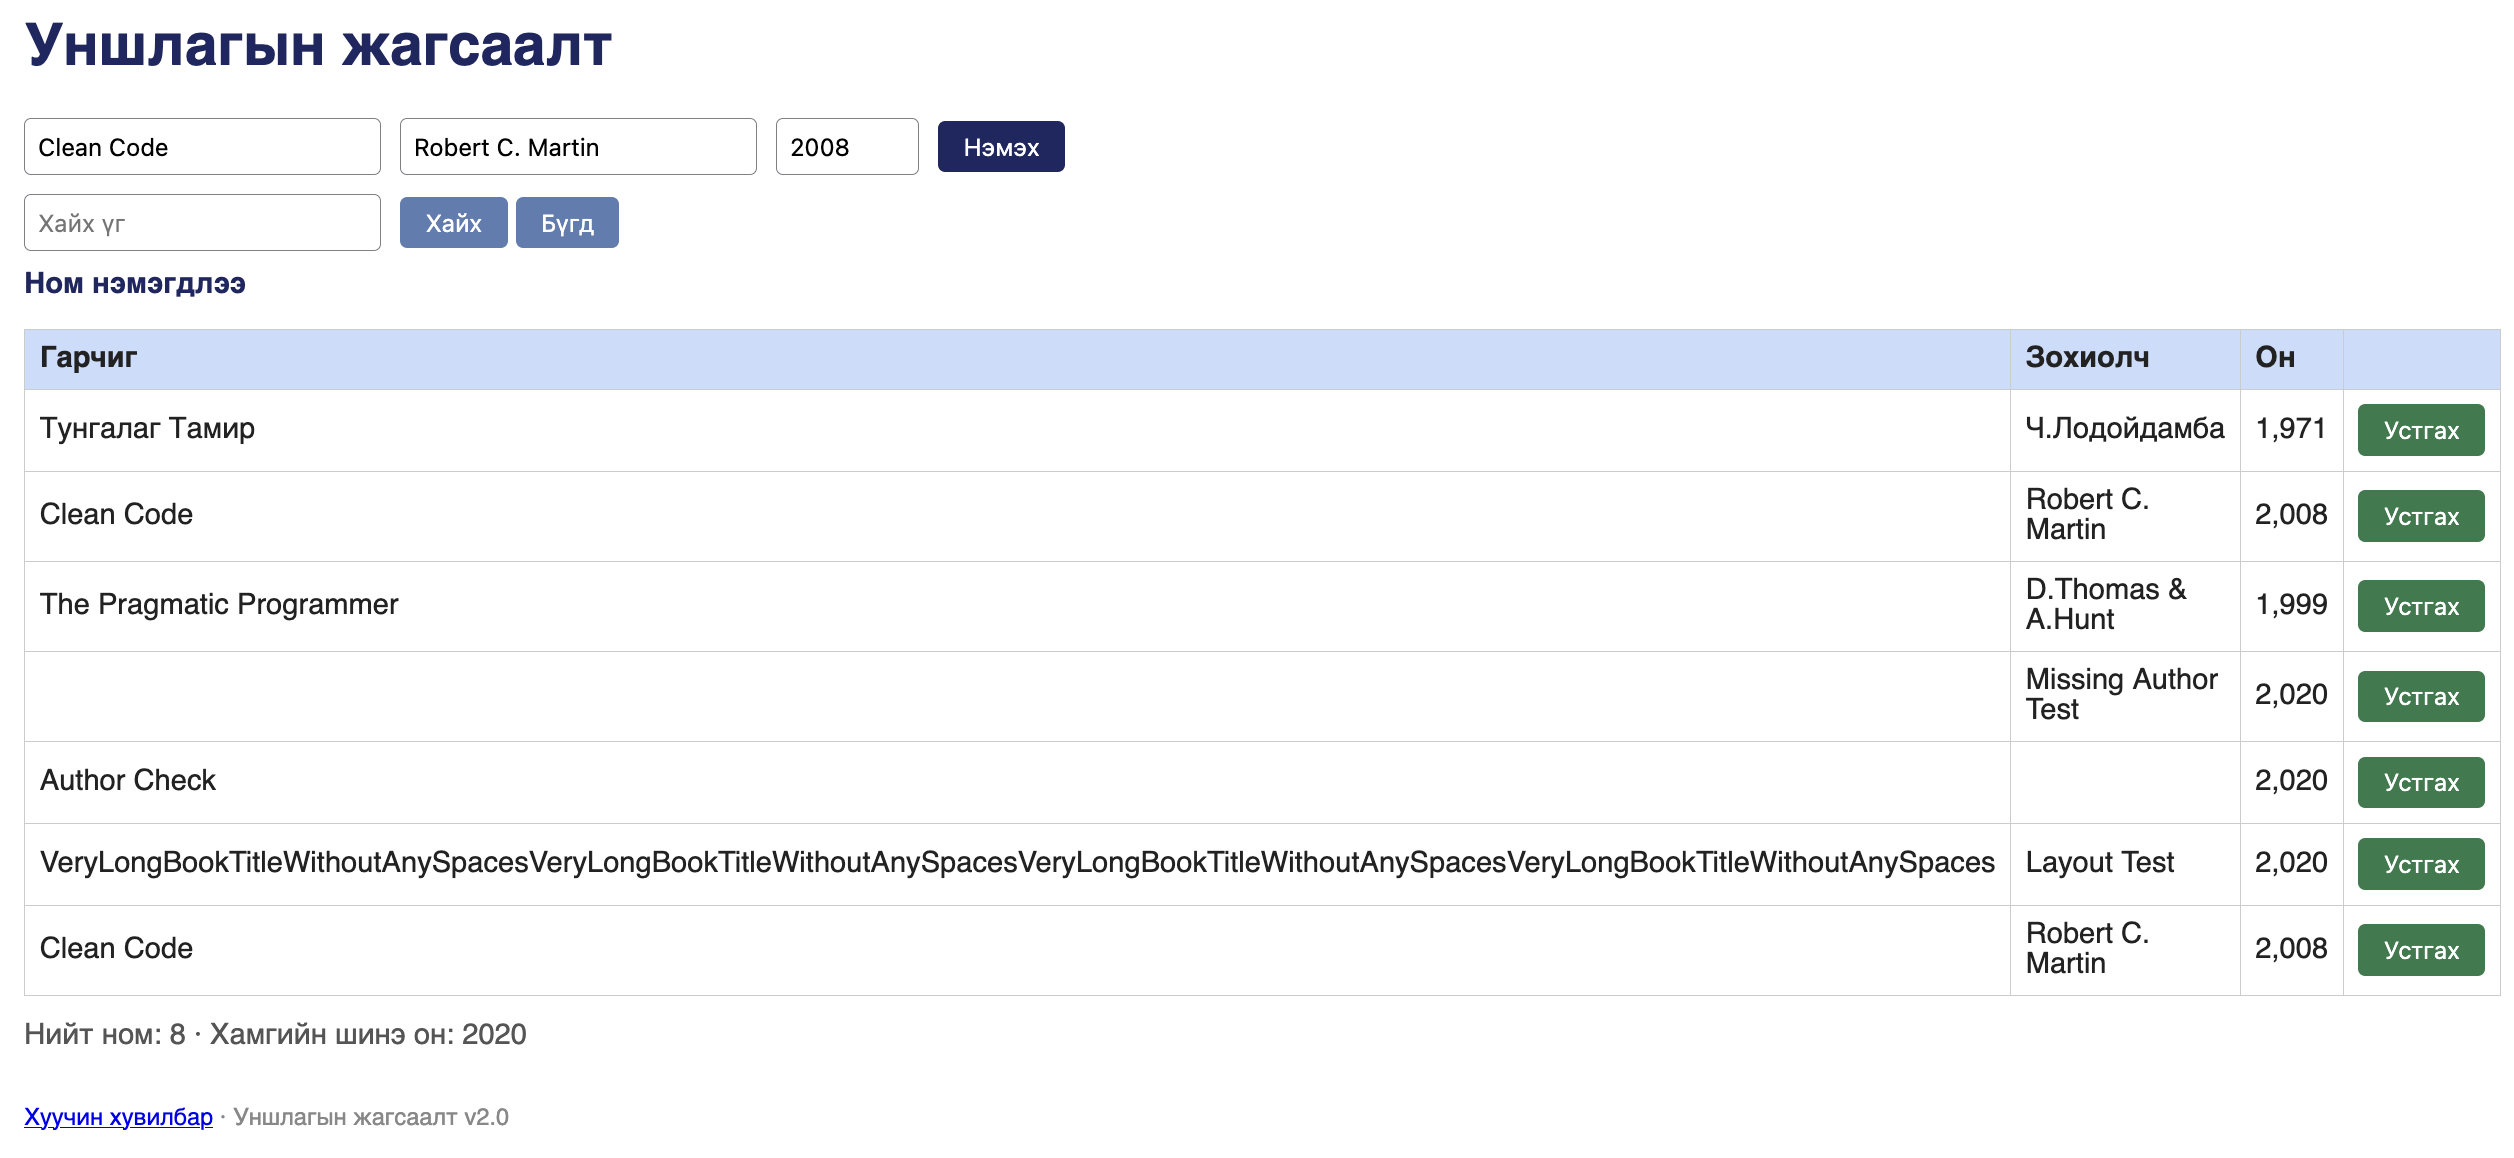 Уншлагын жагсаалт
Clean Code Robert C. Martin 2008 Нэмэх
Хайх үг Хайх Бүгд
Ном нэмэгдлээ
Гарчиг Зохиолч Он
Тунгалаг Тамир Ч.Лодойдамба 1,971 Устгах
Clean Code Robert C. Martin 2,008 Устгах
The Pragmatic Programmer D.Thomas & A.Hunt 1,999 Устгах
Missing Author Test 2,020 Устгах
Author Check 2,020 Устгах
VeryLongBookTitleWithoutAnySpacesVeryLongBookTitleWithoutAnySpacesVeryLongBookTitleWithoutAnySpacesVeryLongBookTitleWithoutAnySpaces Layout Test 2,020 Устгах
Clean Code Robert C. Martin 2,008 Устгах
Нийт ном: 8 · Хамгийн шинэ он: 2020
Хуучин хувилбар · Уншлагын жагсаалт v2.0